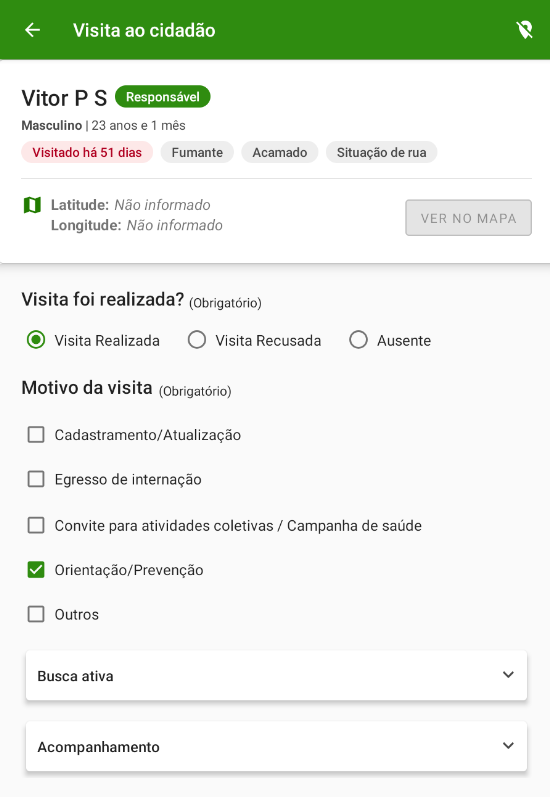 Visita ao cidadão
Vitor P S Responsável
Masculino | 23 anos e 1 mês
Visitado há 51 dias Fumante Acamado Situação de rua
Latitude: Não informado
Longitude: Não informado
VER NO MAPA
Visita foi realizada? (Obrigatório)
Visita Realizada Visita Recusada Ausente
Motivo da visita (Obrigatório)
Cadastramento/Atualização
Egresso de internação
Convite para atividades coletivas / Campanha de saúde
Orientação/Prevenção
Outros
Busca ativa
Acompanhamento